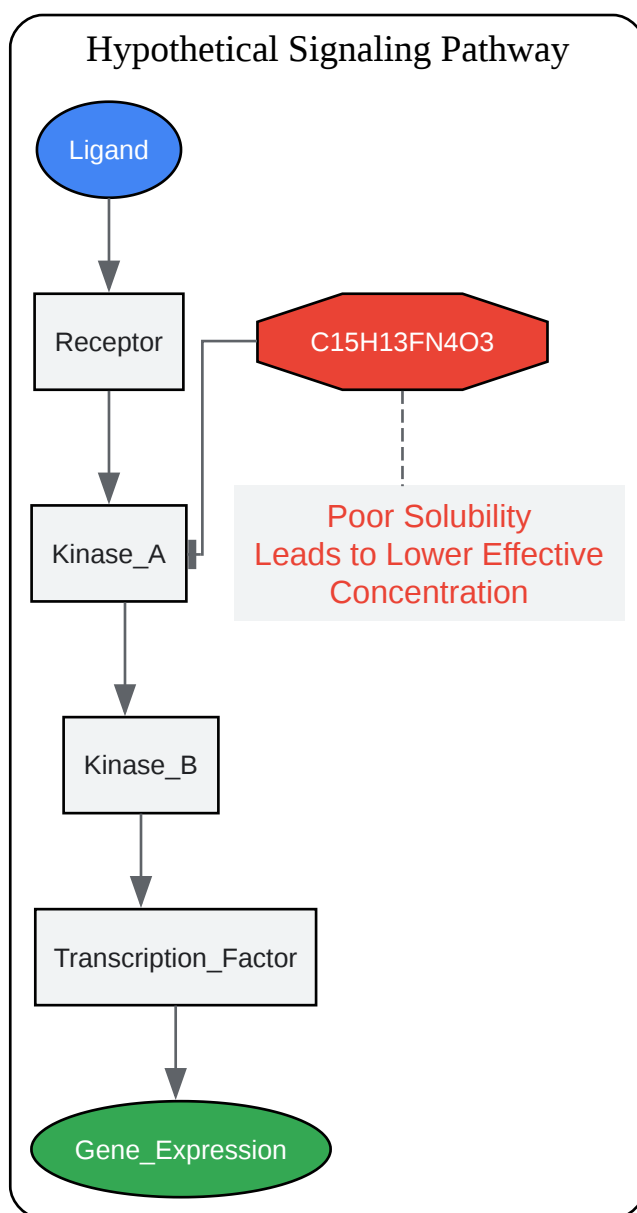 Hypothetical Signaling Pathway
Ligand
Receptor
C15H13FN4O3
Kinase_A
Poor Solubility
Leads to Lower Effective
Concentration
Kinase_B
Transcription_Factor
Gene_Expression